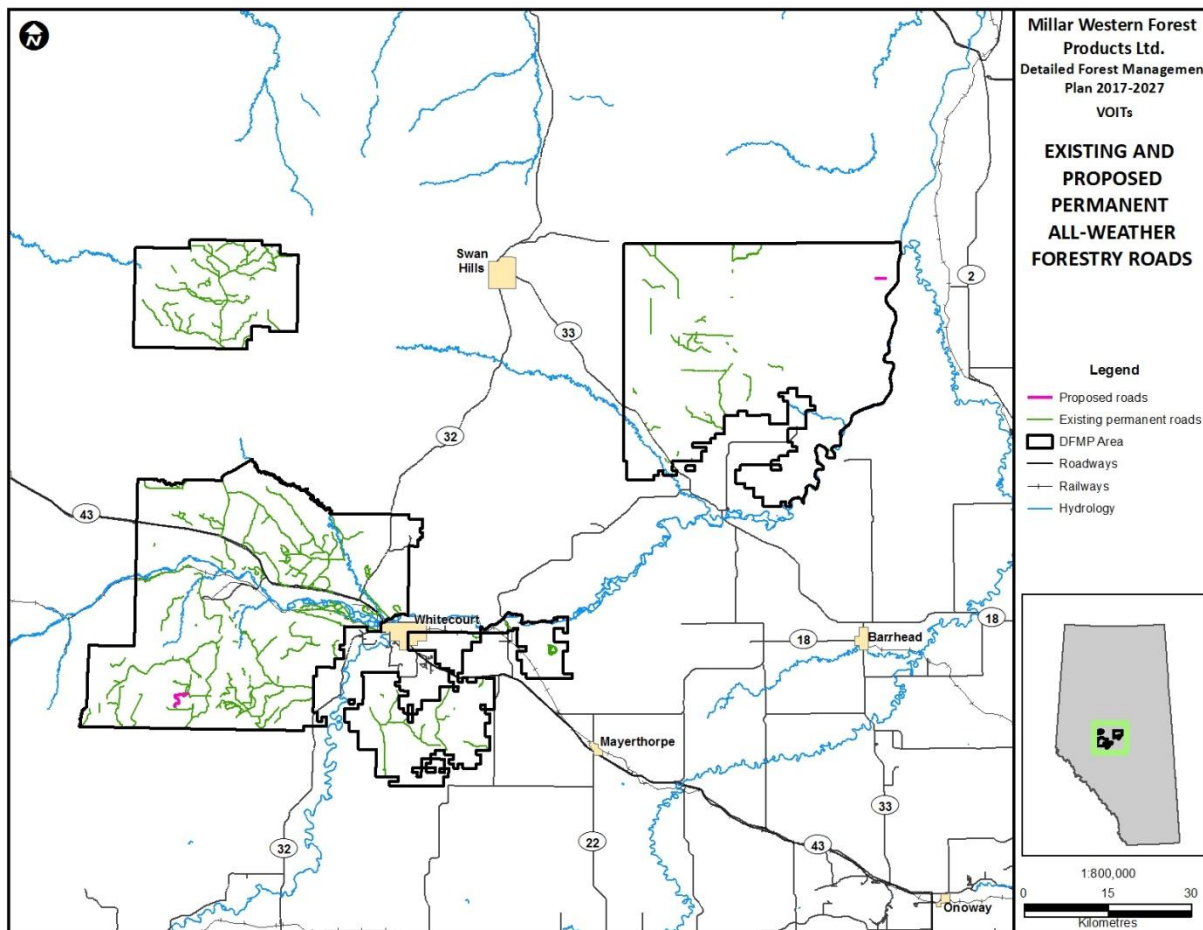 N
Millar Western Forest
Products Ltd.
Detailed Forest Managemen
Plan 2017-2027
VOITs
EXISTING AND
PROPOSED
PERMANENT
ALL-WEATHER
FORESTRY ROADS
Legend
Proposed roads
Existing permanent roads
DFMP Area
Roadways
Railways
Hydrology
1:800,000
0 15 30
Kilometres
Swan
Hills
2
33
32
43
Whitecourt
18
18
Barrhead
Mayerthorpe
33
32
22
43
Onoway